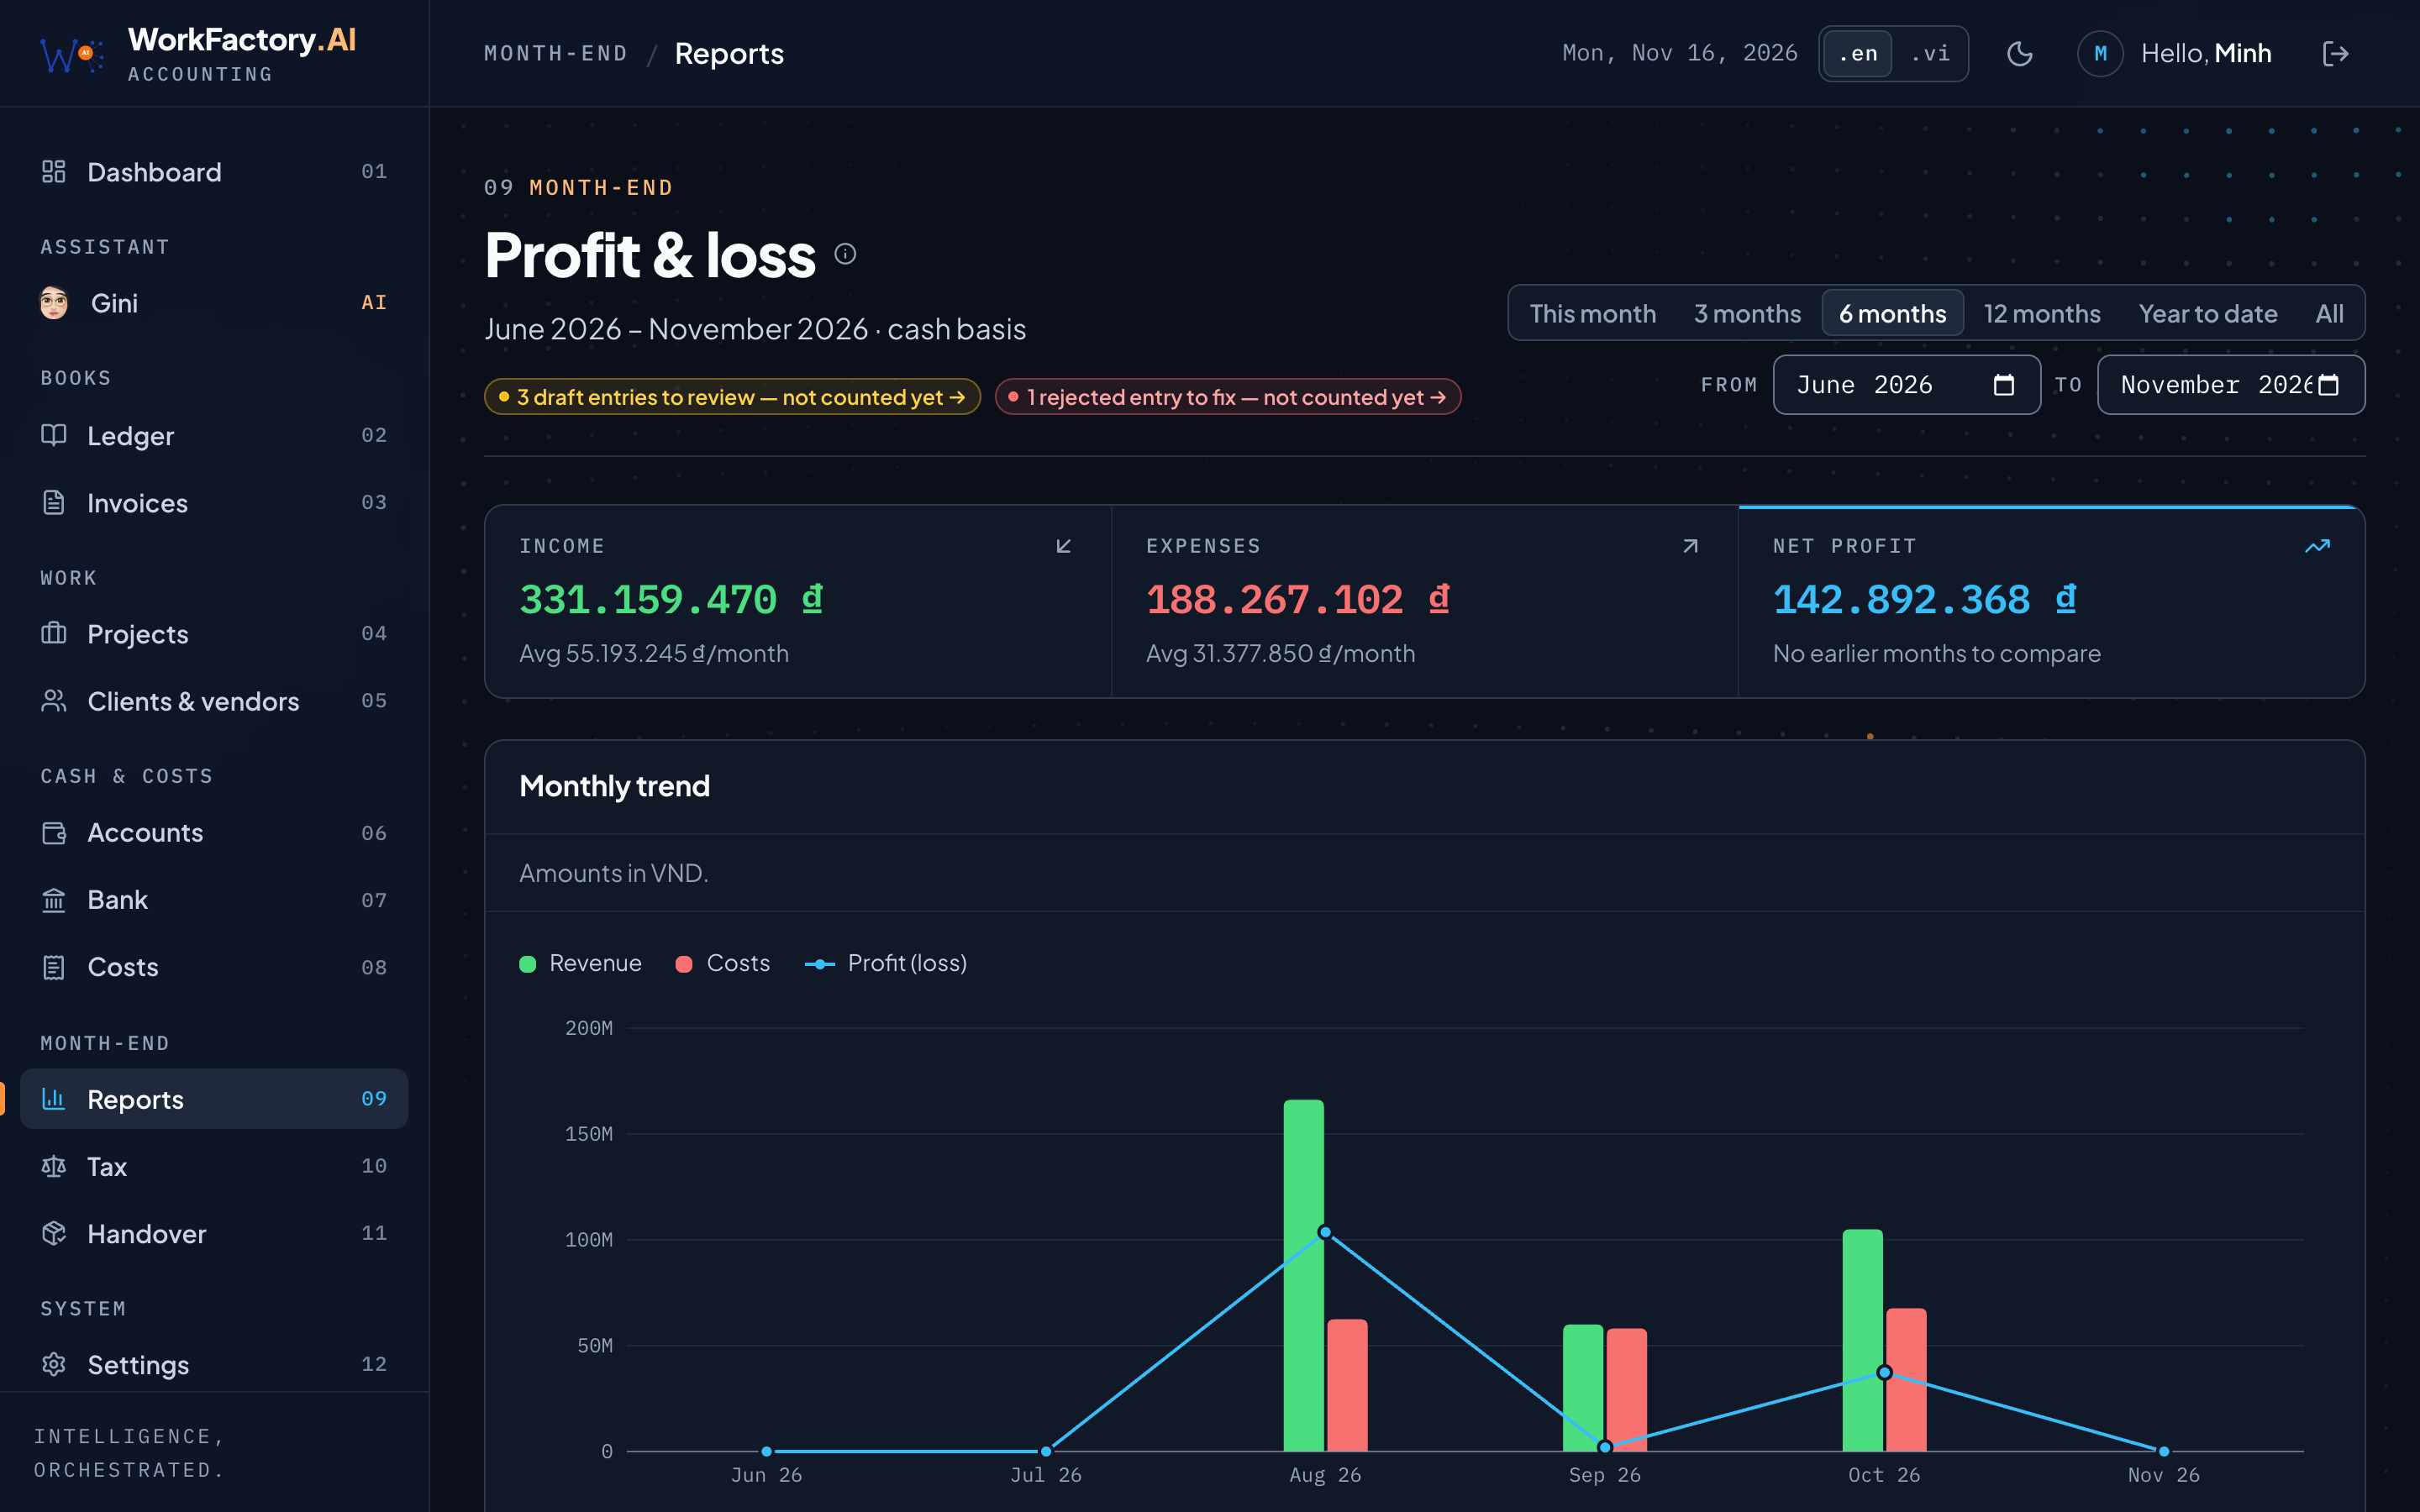 WorkFactory.AI
ACCOUNTING
MONTH-END / Reports
Mon, Nov 16, 2026
.en .vi
M Hello, Minh
Dashboard 01
ASSISTANT
Gini AI
BOOKS
Ledger 02
Invoices 03
WORK
Projects 04
Clients & vendors 05
CASH & COSTS
Accounts 06
Bank 07
Costs 08
MONTH-END
Reports 09
Tax 10
Handover 11
SYSTEM
Settings 12
INTELLIGENCE,
ORCHESTRATED.
09 MONTH-END
Profit & loss
June 2026 – November 2026 · cash basis
3 draft entries to review — not counted yet →
1 rejected entry to fix — not counted yet →
This month 3 months 6 months 12 months Year to date All
FROM June 2026 TO November 2026
INCOME
331.159.470 ₫
Avg 55.193.245 ₫/month
EXPENSES
188.267.102 ₫
Avg 31.377.850 ₫/month
NET PROFIT
142.892.368 ₫
No earlier months to compare
Monthly trend
Amounts in VND.
Revenue Costs Profit (loss)
200M
150M
100M
50M
0
Jun 26 Jul 26 Aug 26 Sep 26 Oct 26 Nov 26